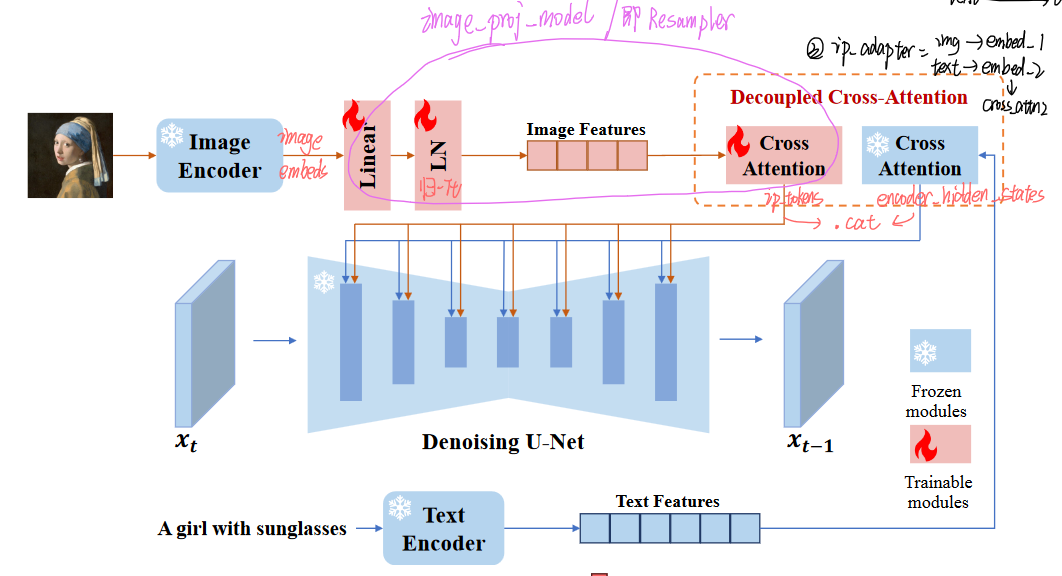 image_proj_model / 即 Resampler
② ip_adapter = img → embed_1
text → embed_2
↓
cross_attn2
Decoupled Cross-Attention
Image Encoder
image embeds
Linear
LN
归一化
Image Features
Cross Attention
Cross Attention
ip_tokens
encoder_hidden_states
.cat
x_t
Denoising U-Net
x_{t-1}
Frozen modules
Trainable modules
A girl with sunglasses
Text Encoder
Text Features